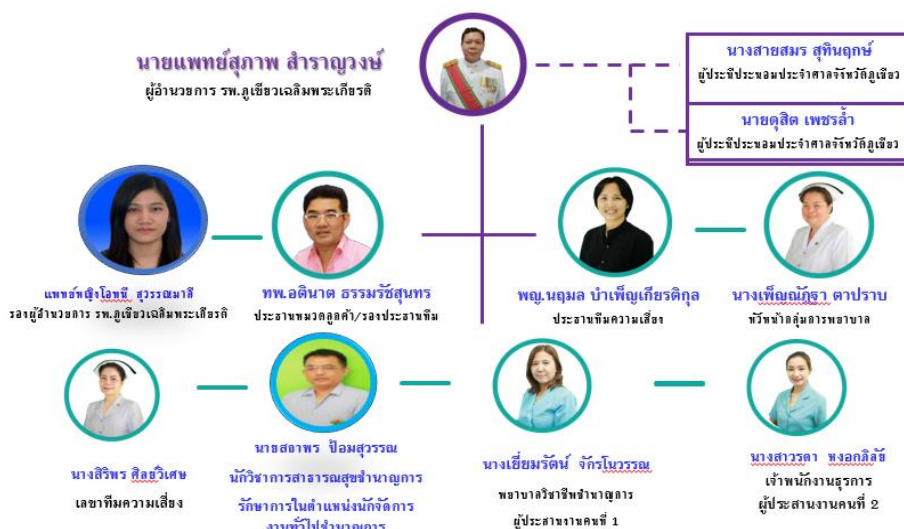 นายแพทย์สุภาพ สำราญวงษ์
ผู้อำนวยการ รพ.ภูเขียวเฉลิมพระเกียรติ
นางสายสมร สุทินฤกษ์
ผู้ประนีประนอมประจำศาลจังหวัดภูเขียว
นายดุสิต เพชรล้ำ
ผู้ประนีประนอมประจำศาลจังหวัดภูเขียว
แพทย์หญิงโอทนี สุวรรณมาลี
รองผู้อำนวยการ รพ.ภูเขียวเฉลิมพระเกียรติ
ทพ.อตินาต ธรรมรัชสุนทร
ประธานหมวดลูกค้า/รองประธานทีม
พญ.นฤมล บำเพ็ญเกียรติกุล
ประธานทีมความเสี่ยง
นางเพ็ญณัฎฐา ตาปราบ
หัวหน้ากลุ่มการพยาบาล
นางสิริพร ศิลป์วิเศษ
เลขาทีมความเสี่ยง
นายสถาพร ป้อมสุวรรณ
นักวิชาการสาธารณสุขชำนาญการ
รักษาการในตำแหน่งนักจัดการ
งานทั่วไปชำนาญการ
นางเยี่ยมรัตน์ จักรโนวรรณ
พยาบาลวิชาชีพชำนาญการ
ผู้ประสานงานคนที่ 1
นางสาวรดา
เจ้าพนักงานธุรการ
ผู้ประสานงานคนที่ 2